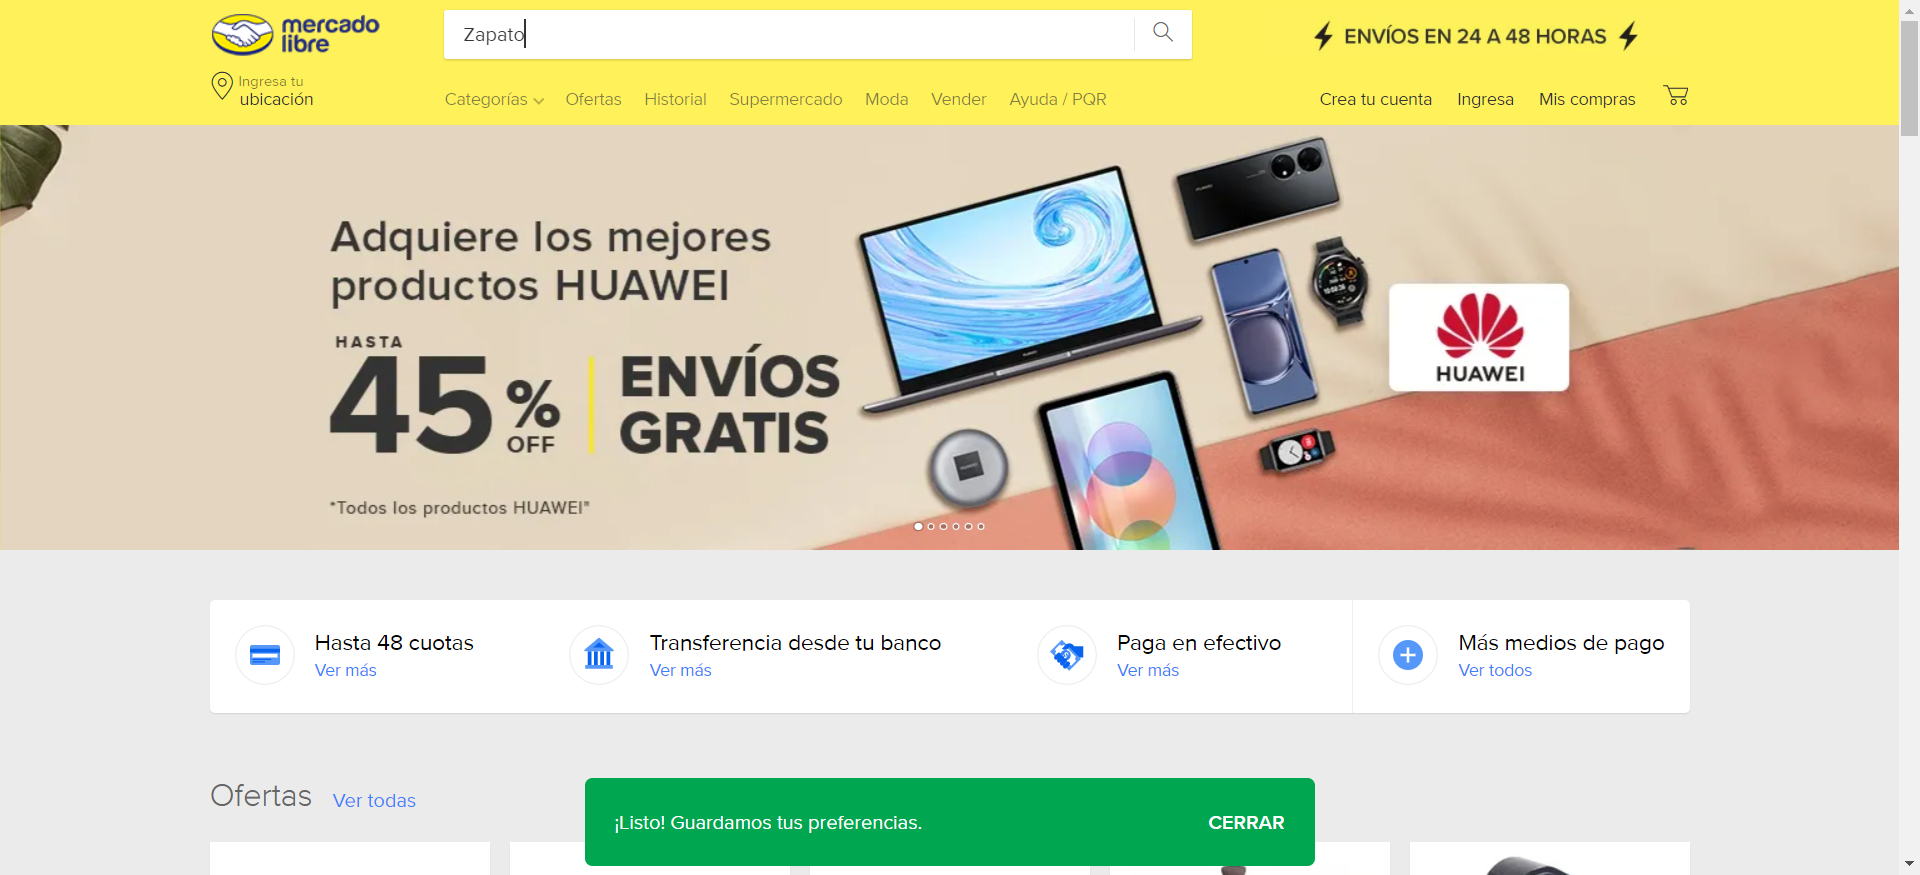 mercado
libre
Zapato
ENVÍOS EN 24 A 48 HORAS
Ingresa tu
ubicación
Categorías
Ofertas
Historial
Supermercado
Moda
Vender
Ayuda / PQR
Crea tu cuenta
Ingresa
Mis compras
Adquiere los mejores
productos HUAWEI
HASTA
45% OFF
ENVÍOS
GRATIS
*Todos los productos HUAWEI"
HUAWEI
Hasta 48 cuotas
Ver más
Transferencia desde tu banco
Ver más
Paga en efectivo
Ver más
Más medios de pago
Ver todos
Ofertas
Ver todas
¡Listo! Guardamos tus preferencias.
CERRAR